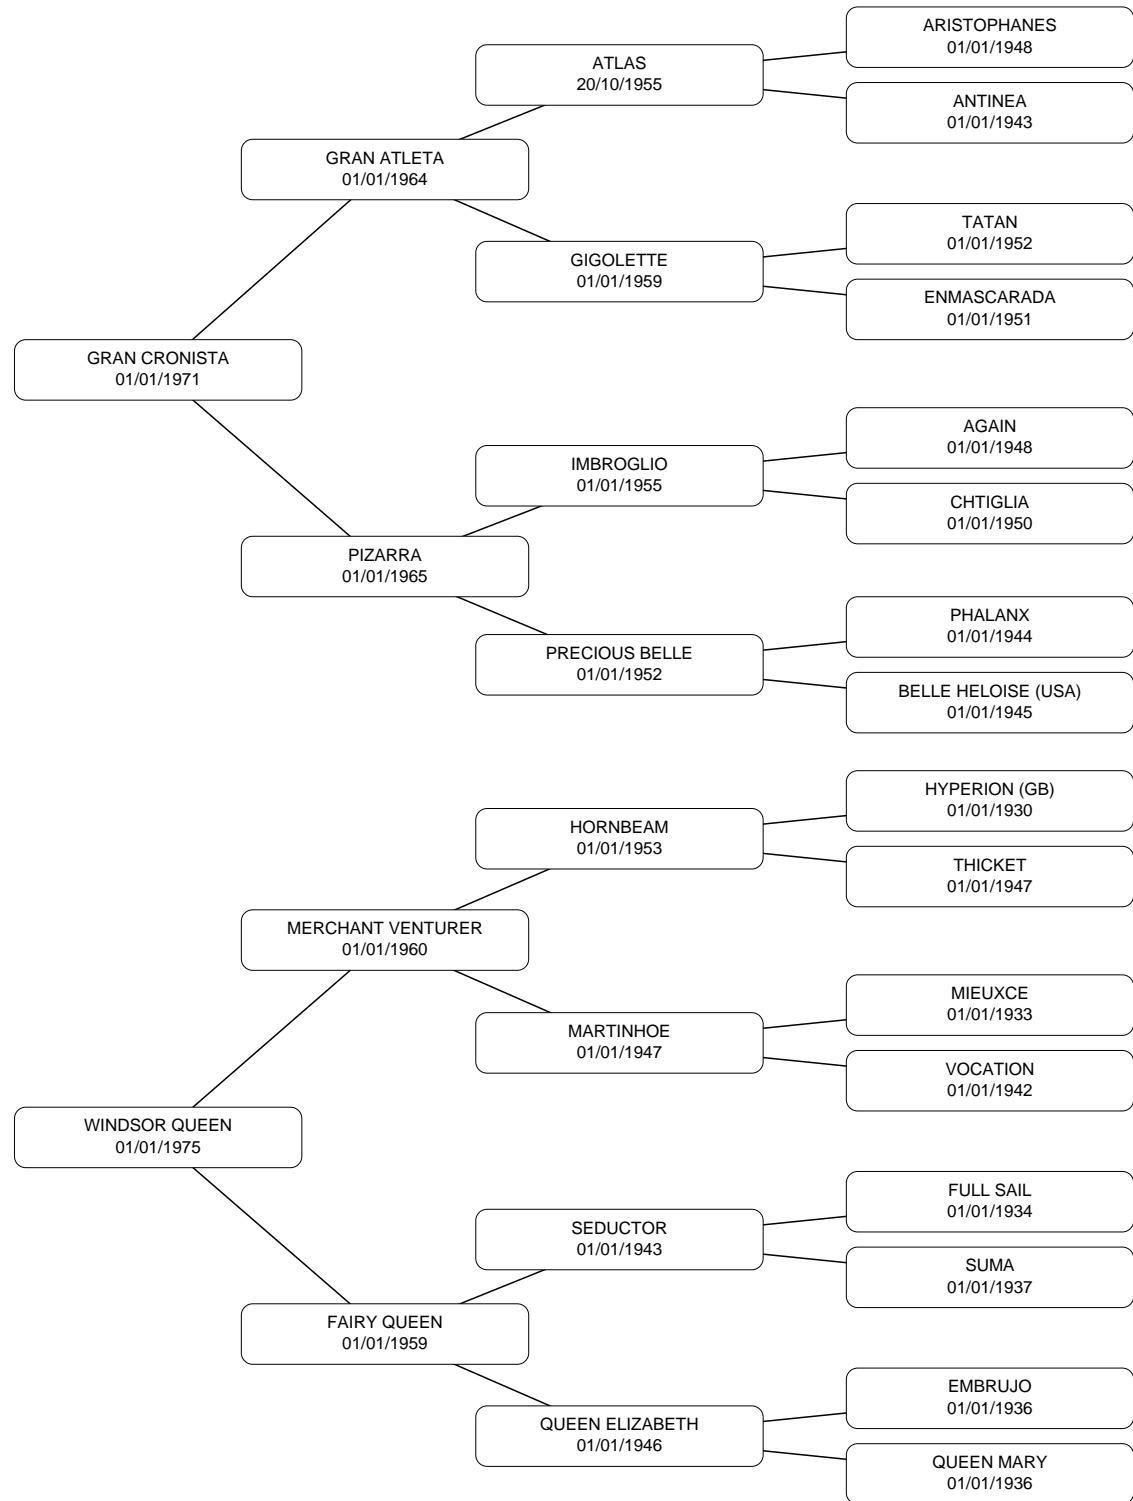 ARISTOPHANES
01/01/1948
ATLAS
20/10/1955
ANTINEA
01/01/1943
GRAN ATLETA
01/01/1964
TATAN
01/01/1952
GIGOLETTE
01/01/1959
ENMASCARADA
01/01/1951
GRAN CRONISTA
01/01/1971
AGAIN
01/01/1948
IMBROGLIO
01/01/1955
CHTIGLIA
01/01/1950
PIZARRA
01/01/1965
PHALANX
01/01/1944
PRECIOUS BELLE
01/01/1952
BELLE HELOISE (USA)
01/01/1945
HYPERION (GB)
01/01/1930
HORNBEAM
01/01/1953
THICKET
01/01/1947
MERCHANT VENTURER
01/01/1960
MIEUXCE
01/01/1933
MARTINHOE
01/01/1947
VOCATION
01/01/1942
WINDSOR QUEEN
01/01/1975
FULL SAIL
01/01/1934
SEDUCTOR
01/01/1943
SUMA
01/01/1937
FAIRY QUEEN
01/01/1959
EMBRUJO
01/01/1936
QUEEN ELIZABETH
01/01/1946
QUEEN MARY
01/01/1936